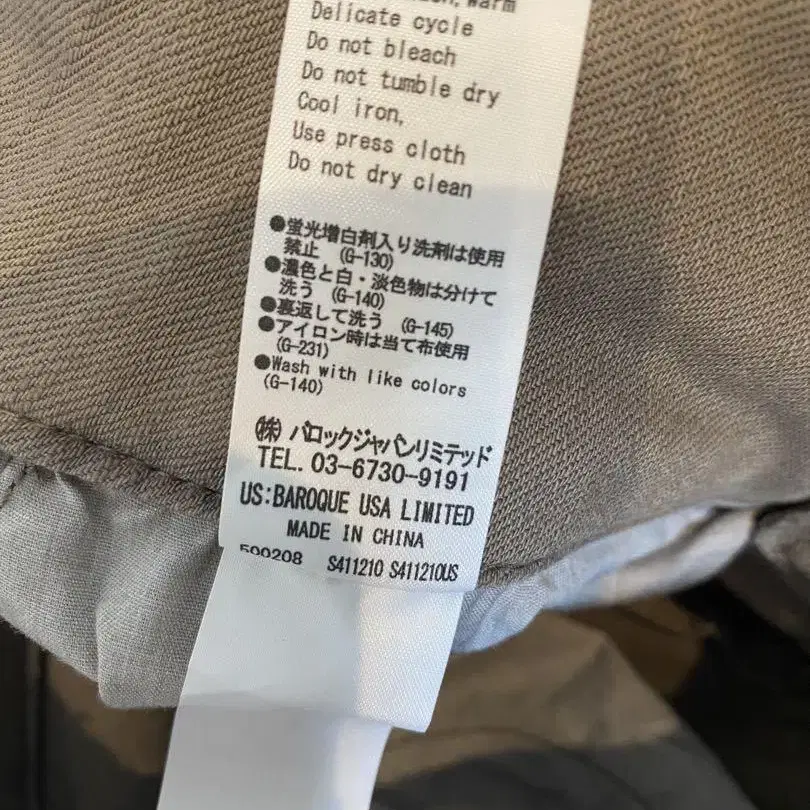 warm
Delicate cycle
Do not bleach
Do not tumble dry
Cool iron,
Use press cloth
Do not dry clean
●蛍光増白剤入り洗剤は使用
禁止 (G-130)
●濃色と白・淡色物は分けて
洗う (G-140)
●裏返して洗う (G-145)
●アイロン時は当て布使用
(G-231)
●Wash with like colors
(G-140)
(株) バロックジャパンリミテッド
TEL. 03-6730-9191
US:BAROQUE USA LIMITED
MADE IN CHINA
500208 S411210 S411210US